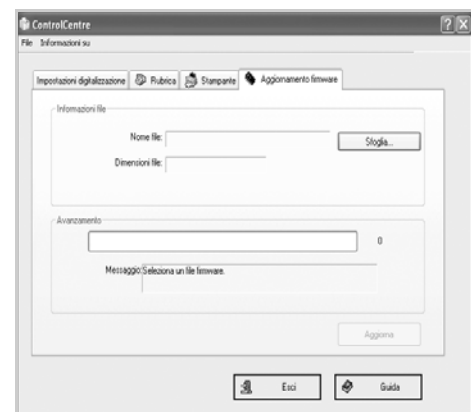 ControlCentre
File Informazioni su
Impostazioni digitalizzazione Rubrica Stampante Aggiornamento firmware
Informazioni file
Nome file: Sfoglia...
Dimensioni file:
Avanzamento
0
Messaggio: Seleziona un file firmware.
Aggiorna
Esci Guida